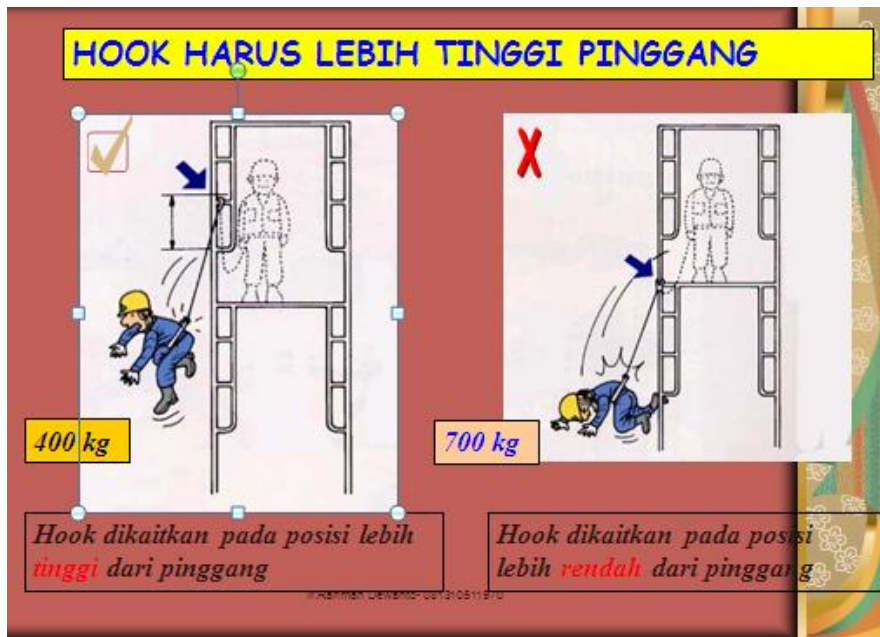 HOOK HARUS LEBIH TINGGI PINGGANG
400 kg
700 kg
Hook dikaitkan pada posisi lebih
tinggi dari pinggang
Hook dikaitkan pada posisi
lebih rendah dari pinggang